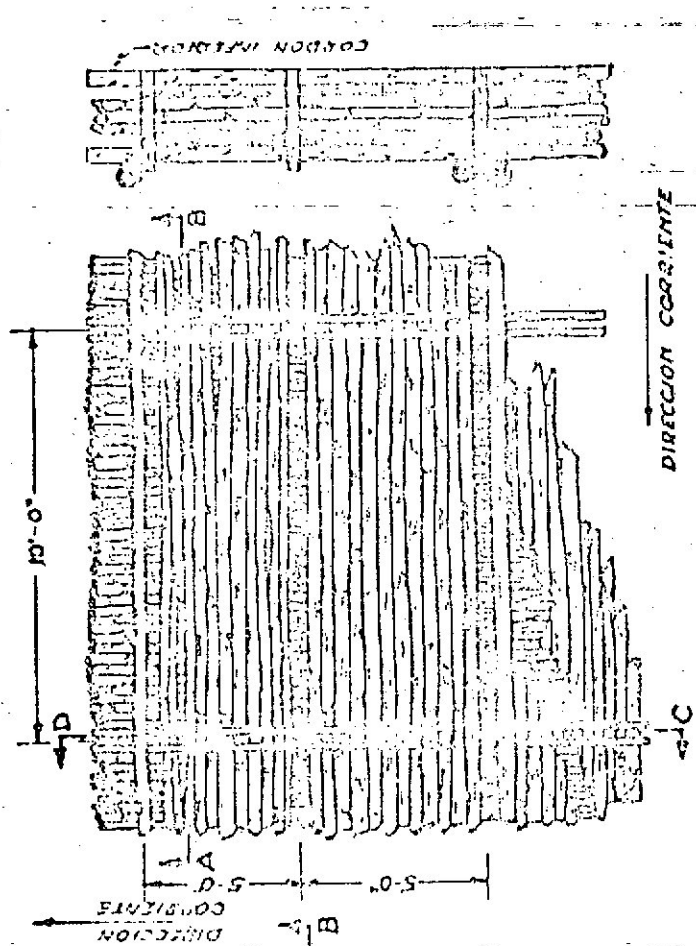 CORDON INFERIOR
A
B
10'-0"
D
DIRECCION CORRIENTE
C
A
5-0"
5-0"
B
DIRECCION
CORRIENTE